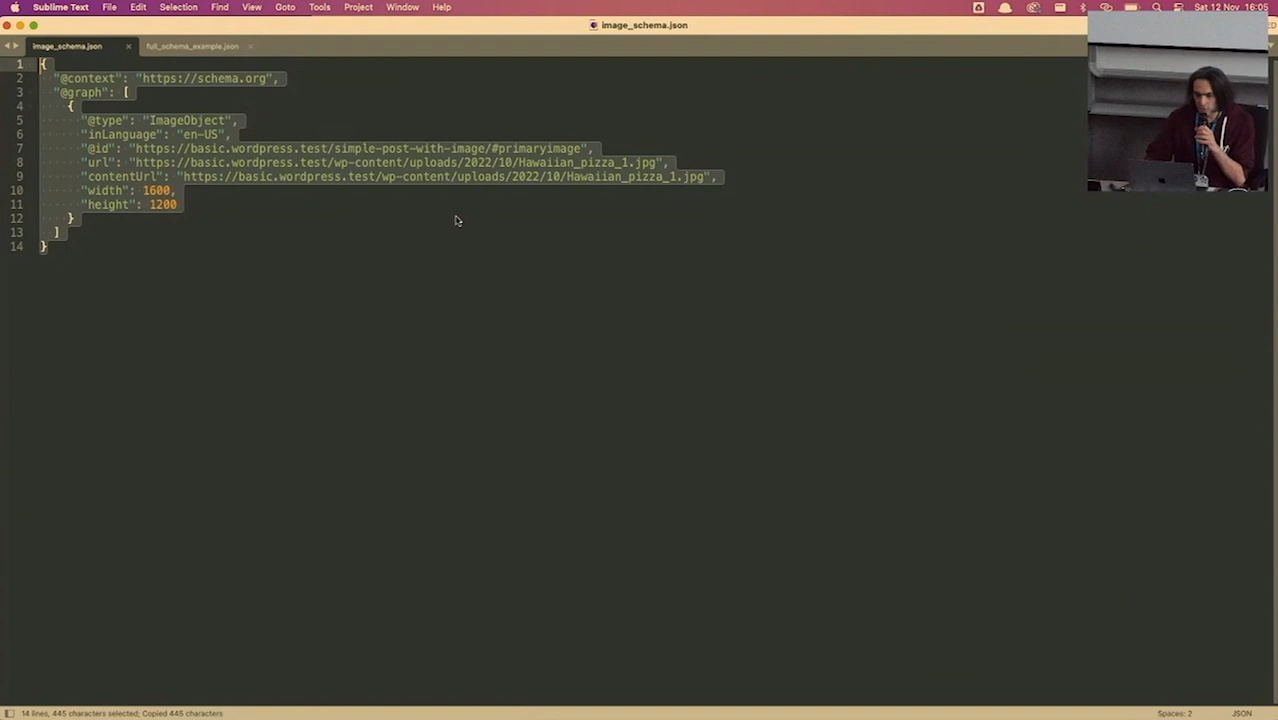 Sublime Text File Edit Selection Find View Goto Tools Project Window Help Sat 12 Nov 16:05
image_schema.json
image_schema.json × full_schema_example.json ×
1 {
2 "@context": "https://schema.org",
3 "@graph": [
4 {
5 "@type": "ImageObject",
6 "inLanguage": "en-US",
7 "@id": "https://basic.wordpress.test/simple-post-with-image/#primaryimage",
8 "url": "https://basic.wordpress.test/wp-content/uploads/2022/10/Hawaiian_pizza_1.jpg",
9 "contentUrl": "https://basic.wordpress.test/wp-content/uploads/2022/10/Hawaiian_pizza_1.jpg",
10 "width": 1600,
11 "height": 1200
12 }
13 ]
14 }
14 lines, 445 characters selected; Copied 445 characters Spaces: 2 JSON